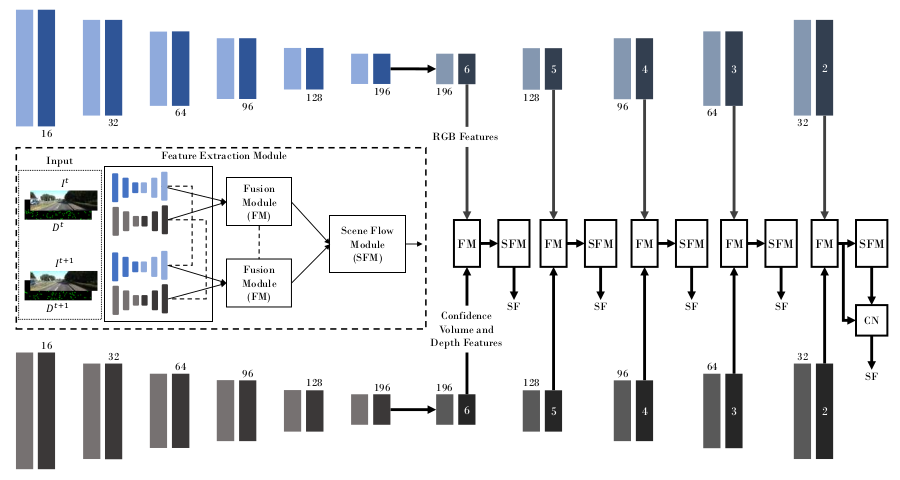 6
5
4
3
2
16
32
64
96
128
196
196
128
96
64
32
RGB Features
Input
Feature Extraction Module
I^t
D^t
I^{t+1}
D^{t+1}
Fusion
Module
(FM)
Fusion
Module
(FM)
Scene Flow
Module
(SFM)
FM
SFM
FM
SFM
FM
SFM
FM
SFM
FM
SFM
SF
SF
SF
SF
CN
SF
Confidence
Volume and
Depth Features
16
32
64
96
128
196
196
128
96
64
32
6
5
4
3
2